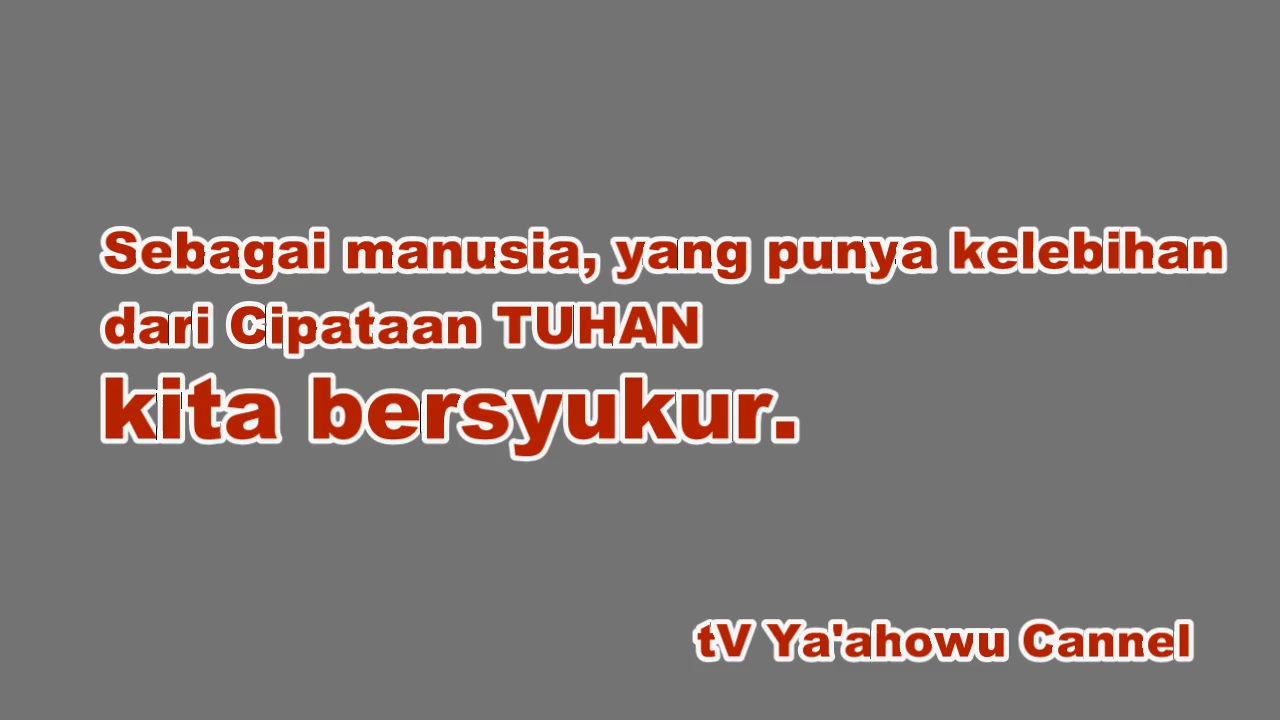 Sebagai manusia, yang punya kelebihan
dari Cipataan TUHAN
kita bersyukur.
tV Ya'ahowu Cannel